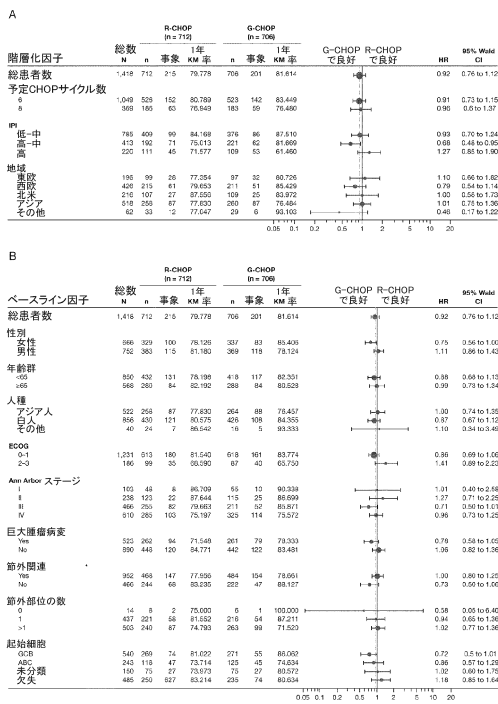 A
R-CHOP (n = 712) G-CHOP (n = 706)
階層化因子 総数 N n 事象 1年 KM 率 n 事象 1年 KM 率 G-CHOP で良好 R-CHOP で良好 HR 95% Wald CI
総患者数 1,418 712 215 79.778 706 201 81.614 0.92 0.76 to 1.12
予定CHOPサイクル数
6 1,049 526 152 80.789 523 142 83.449 0.91 0.73 to 1.15
8 369 186 63 76.949 183 59 76.480 0.96 0.6 to 1.37
IPI
低-中 785 409 99 84.168 376 86 87.510 0.93 0.70 to 1.24
高-中 413 192 71 75.013 221 62 81.669 0.68 0.48 to 0.95
高 220 111 45 71.577 109 53 61.460 1.27 0.85 to 1.90
地域
東欧 196 99 28 77.354 97 32 80.726 1.10 0.66 to 1.82
西欧 426 215 61 79.653 211 51 85.429 0.79 0.54 to 1.14
北米 216 107 27 87.550 109 25 83.972 1.00 0.58 to 1.73
アジア 518 258 87 77.830 260 87 76.484 1.01 0.75 to 1.36
その他 62 33 12 77.047 29 6 93.103 0.46 0.17 to 1.22
0.05 0.1 0.2 0.5 1 2 5 10 20
B
R-CHOP (n = 712) G-CHOP (n = 706)
ベースライン因子 総数 N n 事象 1年 KM 率 n 事象 1年 KM 率 G-CHOP で良好 R-CHOP で良好 HR 95% Wald CI
総患者数 1,418 712 215 79.778 706 201 81.614 0.92 0.76 to 1.12
性別
女性 666 329 100 78.126 337 83 85.406 0.75 0.56 to 1.00
男性 752 383 115 81.180 369 118 78.124 1.11 0.86 to 1.43
年齢群
<65 850 432 131 78.198 418 117 82.351 0.88 0.68 to 1.13
≥65 568 280 84 82.192 288 84 80.528 0.99 0.73 to 1.34
人種
アジア人 522 258 87 77.830 264 88 76.457 1.00 0.74 to 1.35
白人 856 430 121 80.575 426 108 84.355 0.87 0.67 to 1.12
その他 40 24 7 86.542 16 5 93.333 1.10 0.34 to 3.49
ECOG
0-1 1,231 613 180 81.540 618 161 83.774 0.86 0.69 to 1.06
2-3 186 99 35 68.590 87 40 65.750 1.41 0.89 to 2.23
Ann Arbor ステージ
I 103 48 8 86.709 55 10 90.338 1.01 0.40 to 2.58
II 238 123 22 87.644 115 25 86.699 1.27 0.71 to 2.25
III 466 255 82 79.663 211 52 85.871 0.71 0.50 to 1.01
IV 610 285 103 75.197 325 114 75.572 0.96 0.73 to 1.25
巨大腫瘤病変
Yes 523 262 94 71.548 261 79 78.333 0.78 0.58 to 1.05
No 890 448 120 84.771 442 122 83.481 1.06 0.82 to 1.36
節外関連
Yes 952 468 147 77.956 484 154 78.661 1.00 0.80 to 1.25
No 466 244 68 83.235 222 47 88.127 0.73 0.50 to 1.06
節外部位の数
0 14 8 2 75.000 6 1 100.000 0.58 0.05 to 6.40
1 437 221 58 81.552 216 54 87.211 0.94 0.65 to 1.36
>1 503 240 87 74.793 263 99 71.520 1.02 0.77 to 1.36
起始細胞
GCB 540 269 74 81.022 271 55 86.062 0.72 0.5 to 1.01
ABC 243 118 47 73.714 125 45 74.634 0.86 0.57 to 1.29
未分類 150 75 27 73.973 75 27 80.572 1.02 0.60 to 1.75
欠失 485 250 627 83.214 235 74 80.634 1.18 0.85 to 1.64
0.05 0.1 0.2 0.5 1 2 5 10 20